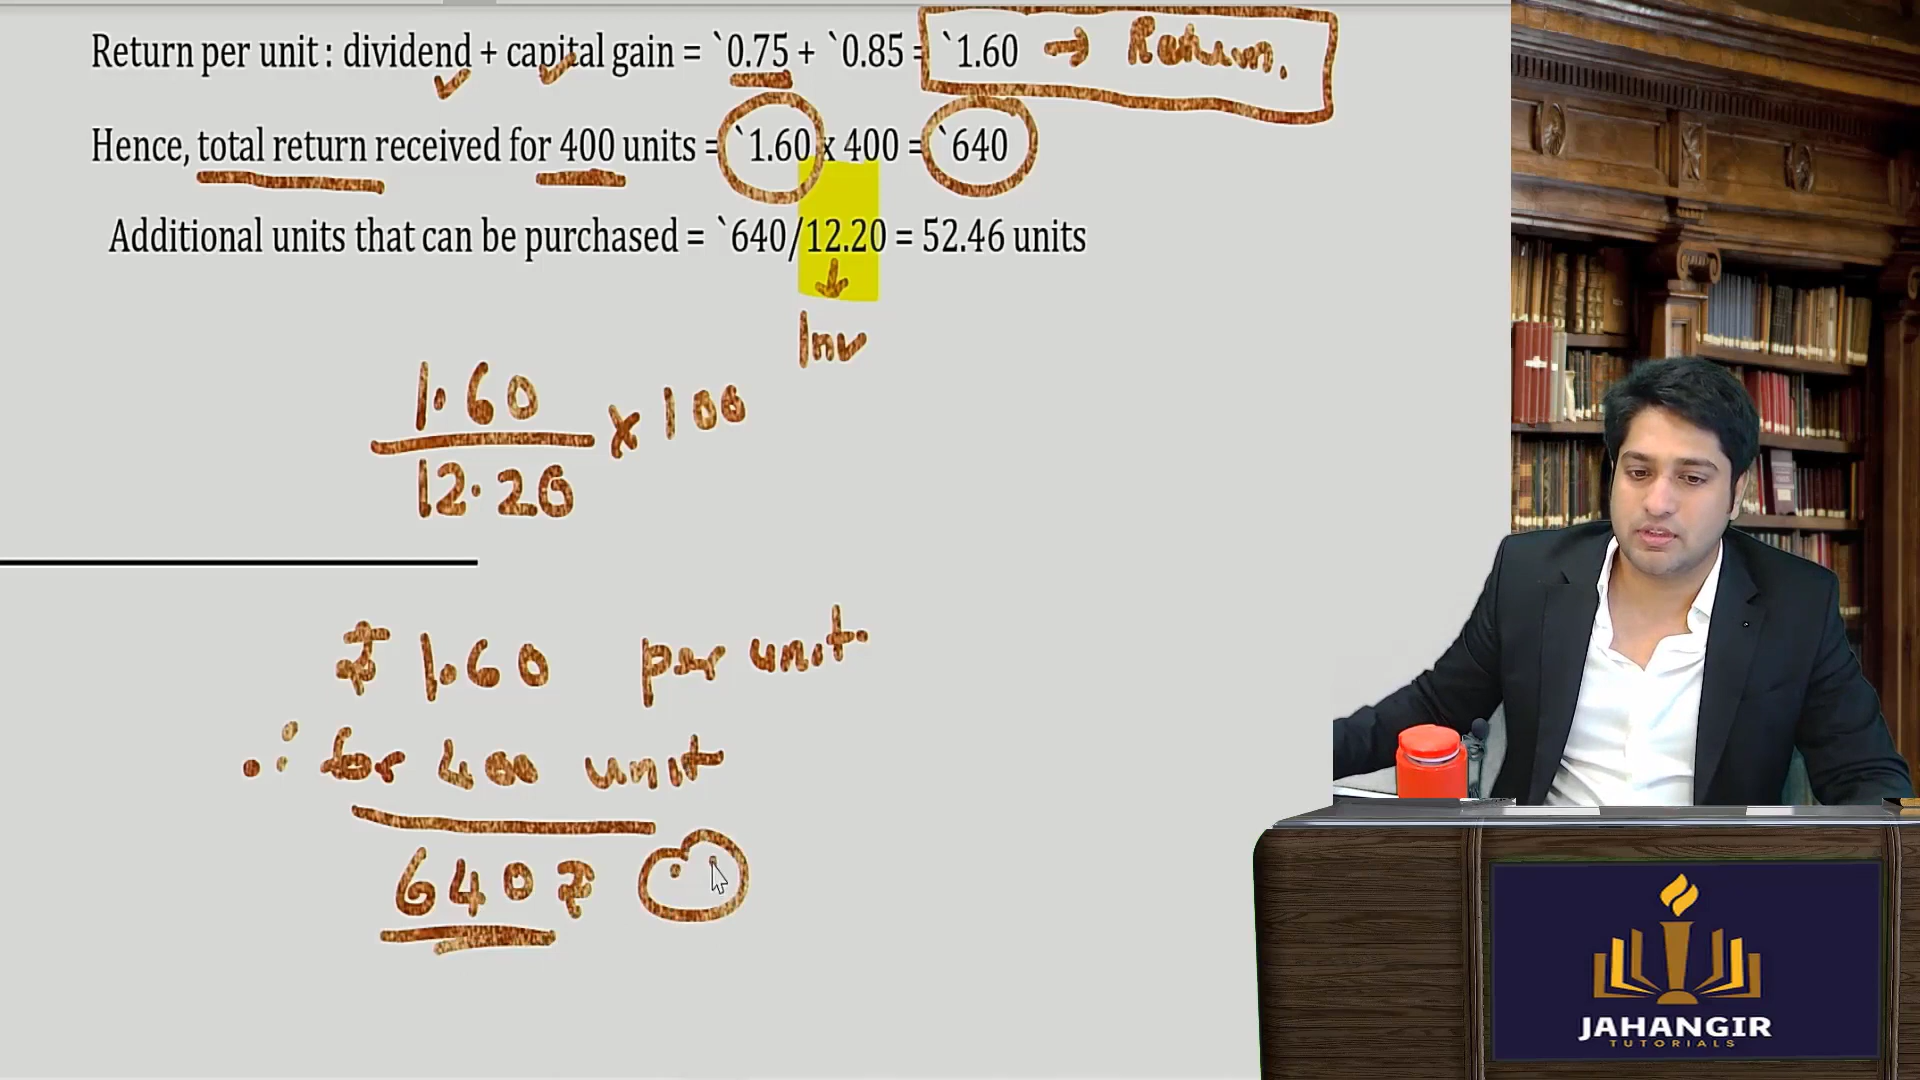 Return per unit : dividend + capital gain = `0.75 + `0.85 = `1.60 → Return.
Hence, total return received for 400 units = `1.60 x 400 = `640
Additional units that can be purchased = `640/12.20 = 52.46 units
Inv
1.60
12.20
x 100
₹ 1.60 per unit.
∴ for 400 unit
640 ₹
JAHANGIR
TUTORIALS